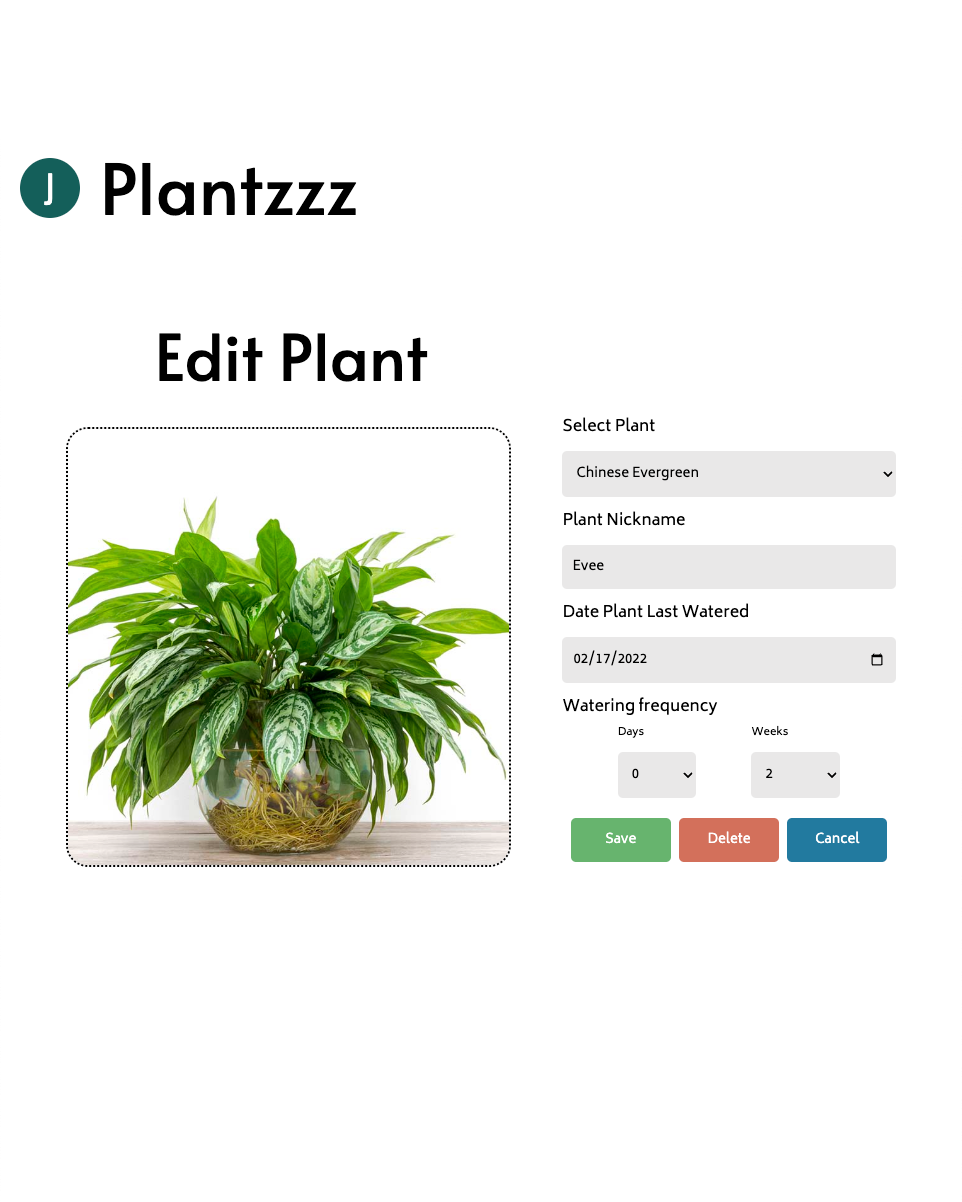 J
Plantzzz
Edit Plant
Select Plant
Chinese Evergreen
Plant Nickname
Evee
Date Plant Last Watered
02/17/2022
Watering frequency
Days Weeks
0 2
Save Delete Cancel